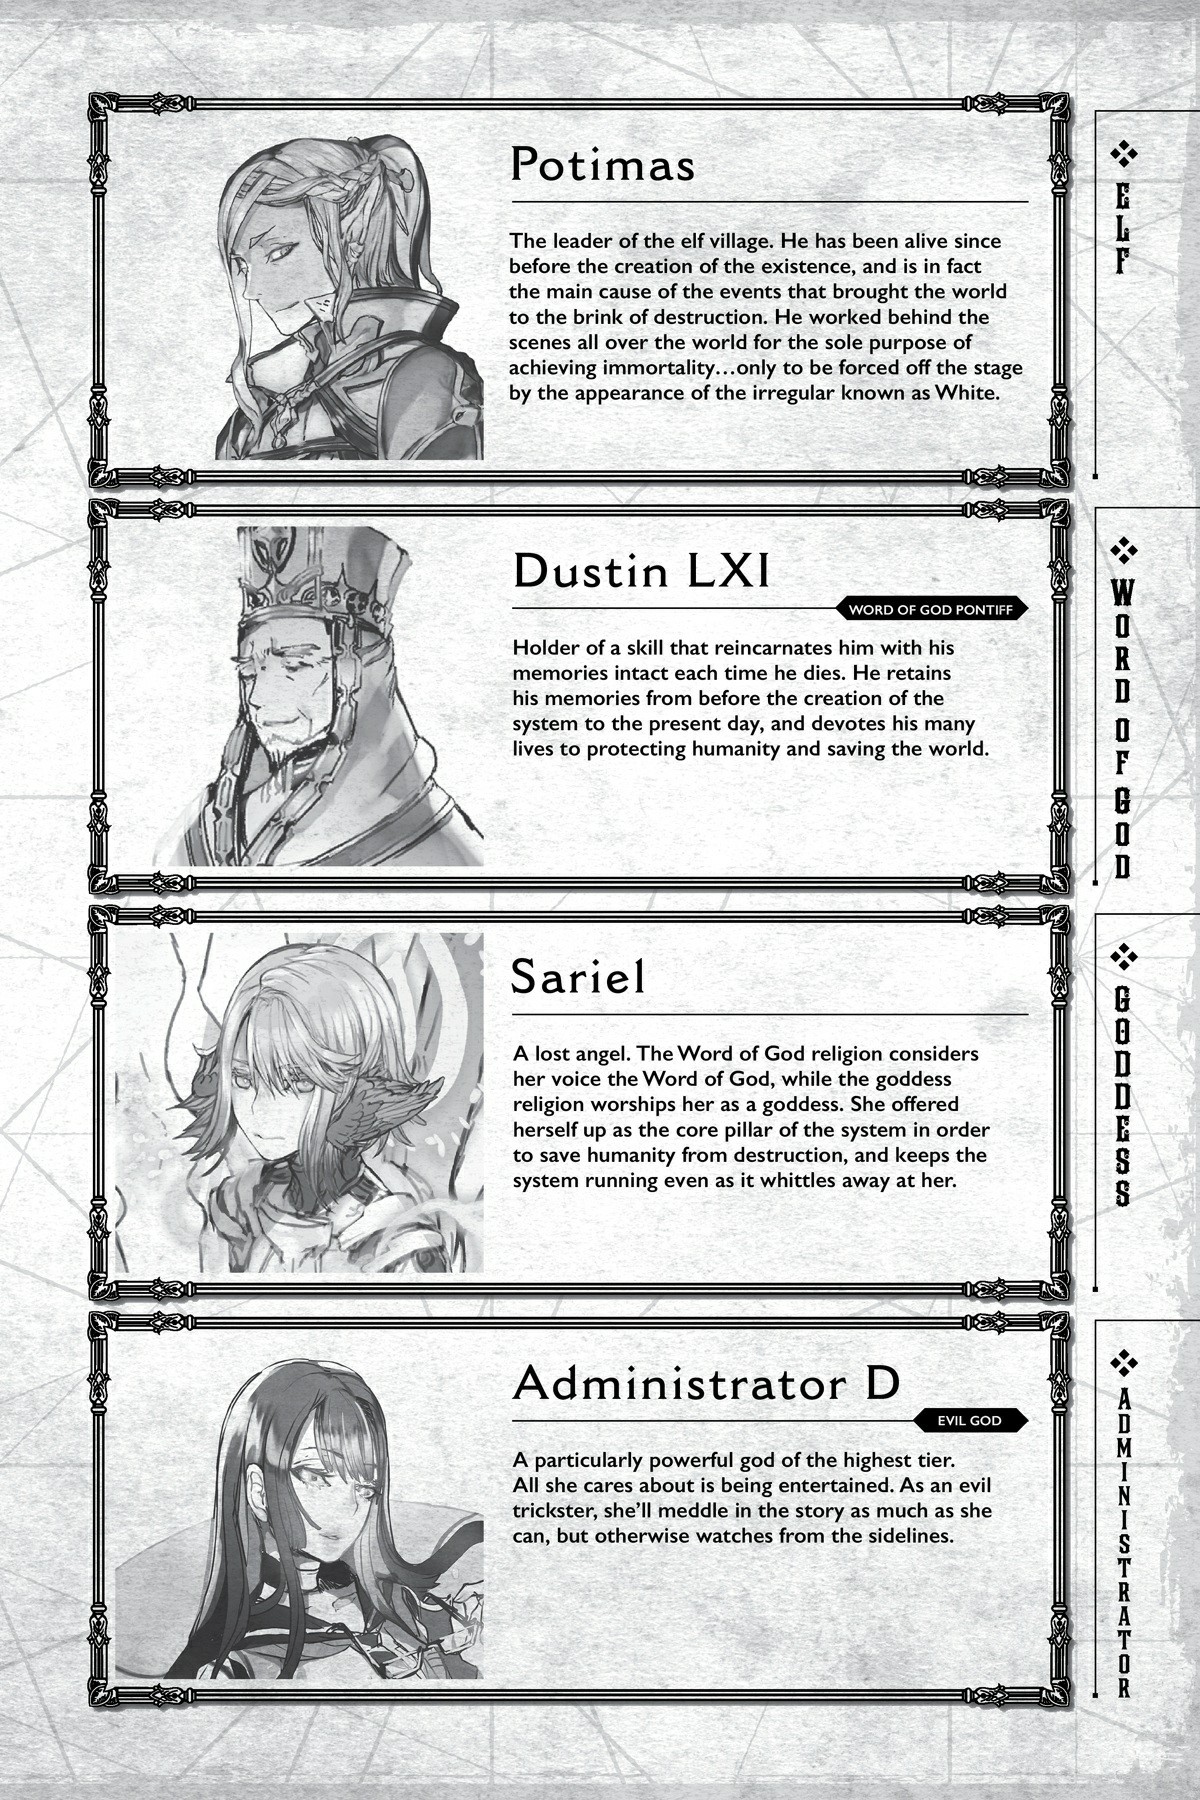 Potimas
The leader of the elf village. He has been alive since
before the creation of the existence, and is in fact
the main cause of the events that brought the world
to the brink of destruction. He worked behind the
scenes all over the world for the sole purpose of
achieving immortality…only to be forced off the stage
by the appearance of the irregular known as White.
ELF
Dustin LXI
WORD OF GOD PONTIFF
Holder of a skill that reincarnates him with his
memories intact each time he dies. He retains
his memories from before the creation of the
system to the present day, and devotes his many
lives to protecting humanity and saving the world.
WORD OF GOD
Sariel
A lost angel. The Word of God religion considers
her voice the Word of God, while the goddess
religion worships her as a goddess. She offered
herself up as the core pillar of the system in order
to save humanity from destruction, and keeps the
system running even as it whittles away at her.
GODDESS
Administrator D
EVIL GOD
A particularly powerful god of the highest tier.
All she cares about is being entertained. As an evil
trickster, she’ll meddle in the story as much as she
can, but otherwise watches from the sidelines.
ADMINISTRATOR